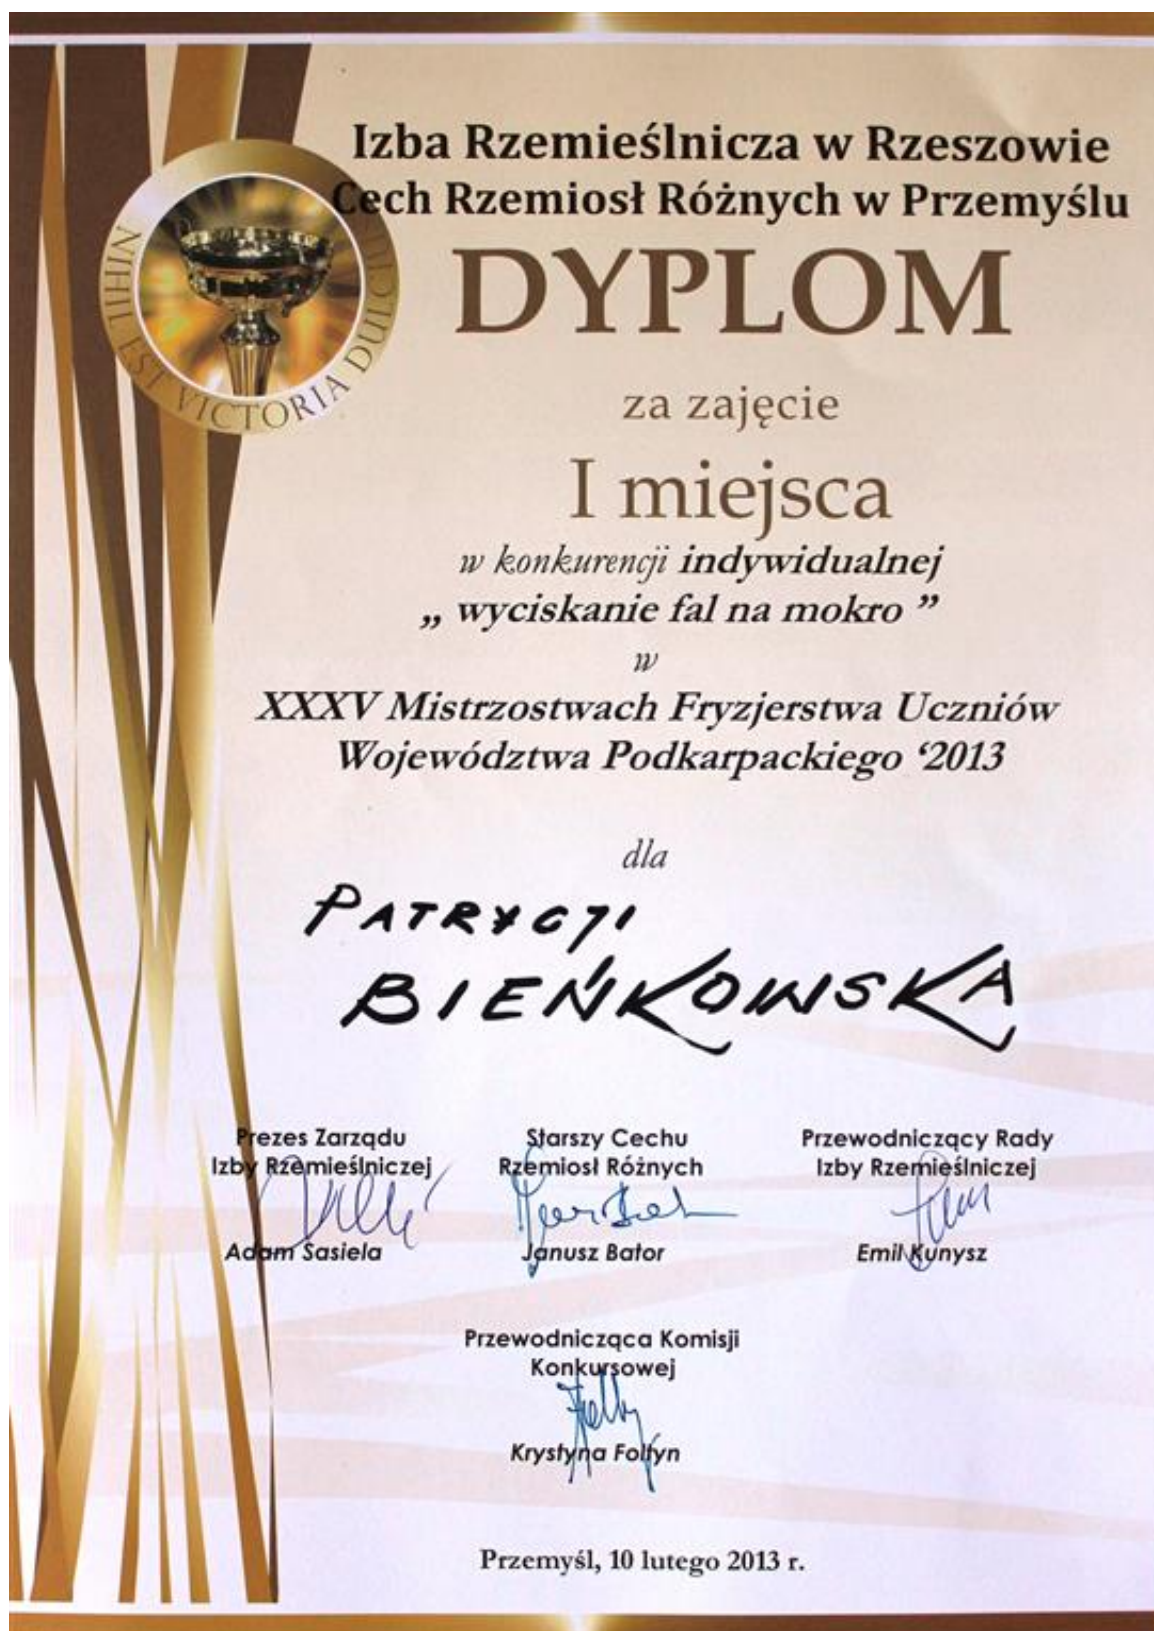 Izba Rzemieślnicza w Rzeszowie
Cech Rzemiosł Różnych w Przemyślu
NIHIL EST VICTORIA DULCIUS
DYPLOM
za zajęcie
I miejsca
w konkurencji indywidualnej
„ wyciskanie fal na mokro ”
w
XXXV Mistrzostwach Fryzjerstwa Uczniów
Województwa Podkarpackiego ‘2013
dla
PATRYCJI
BIEŃKOWSKA
Prezes Zarządu
Izby Rzemieślniczej
Adam Sasiela
Starszy Cechu
Rzemiosł Różnych
Janusz Bator
Przewodniczący Rady
Izby Rzemieślniczej
Emil Kunysz
Przewodnicząca Komisji
Konkursowej
Krystyna Foltyn
Przemyśl, 10 lutego 2013 r.